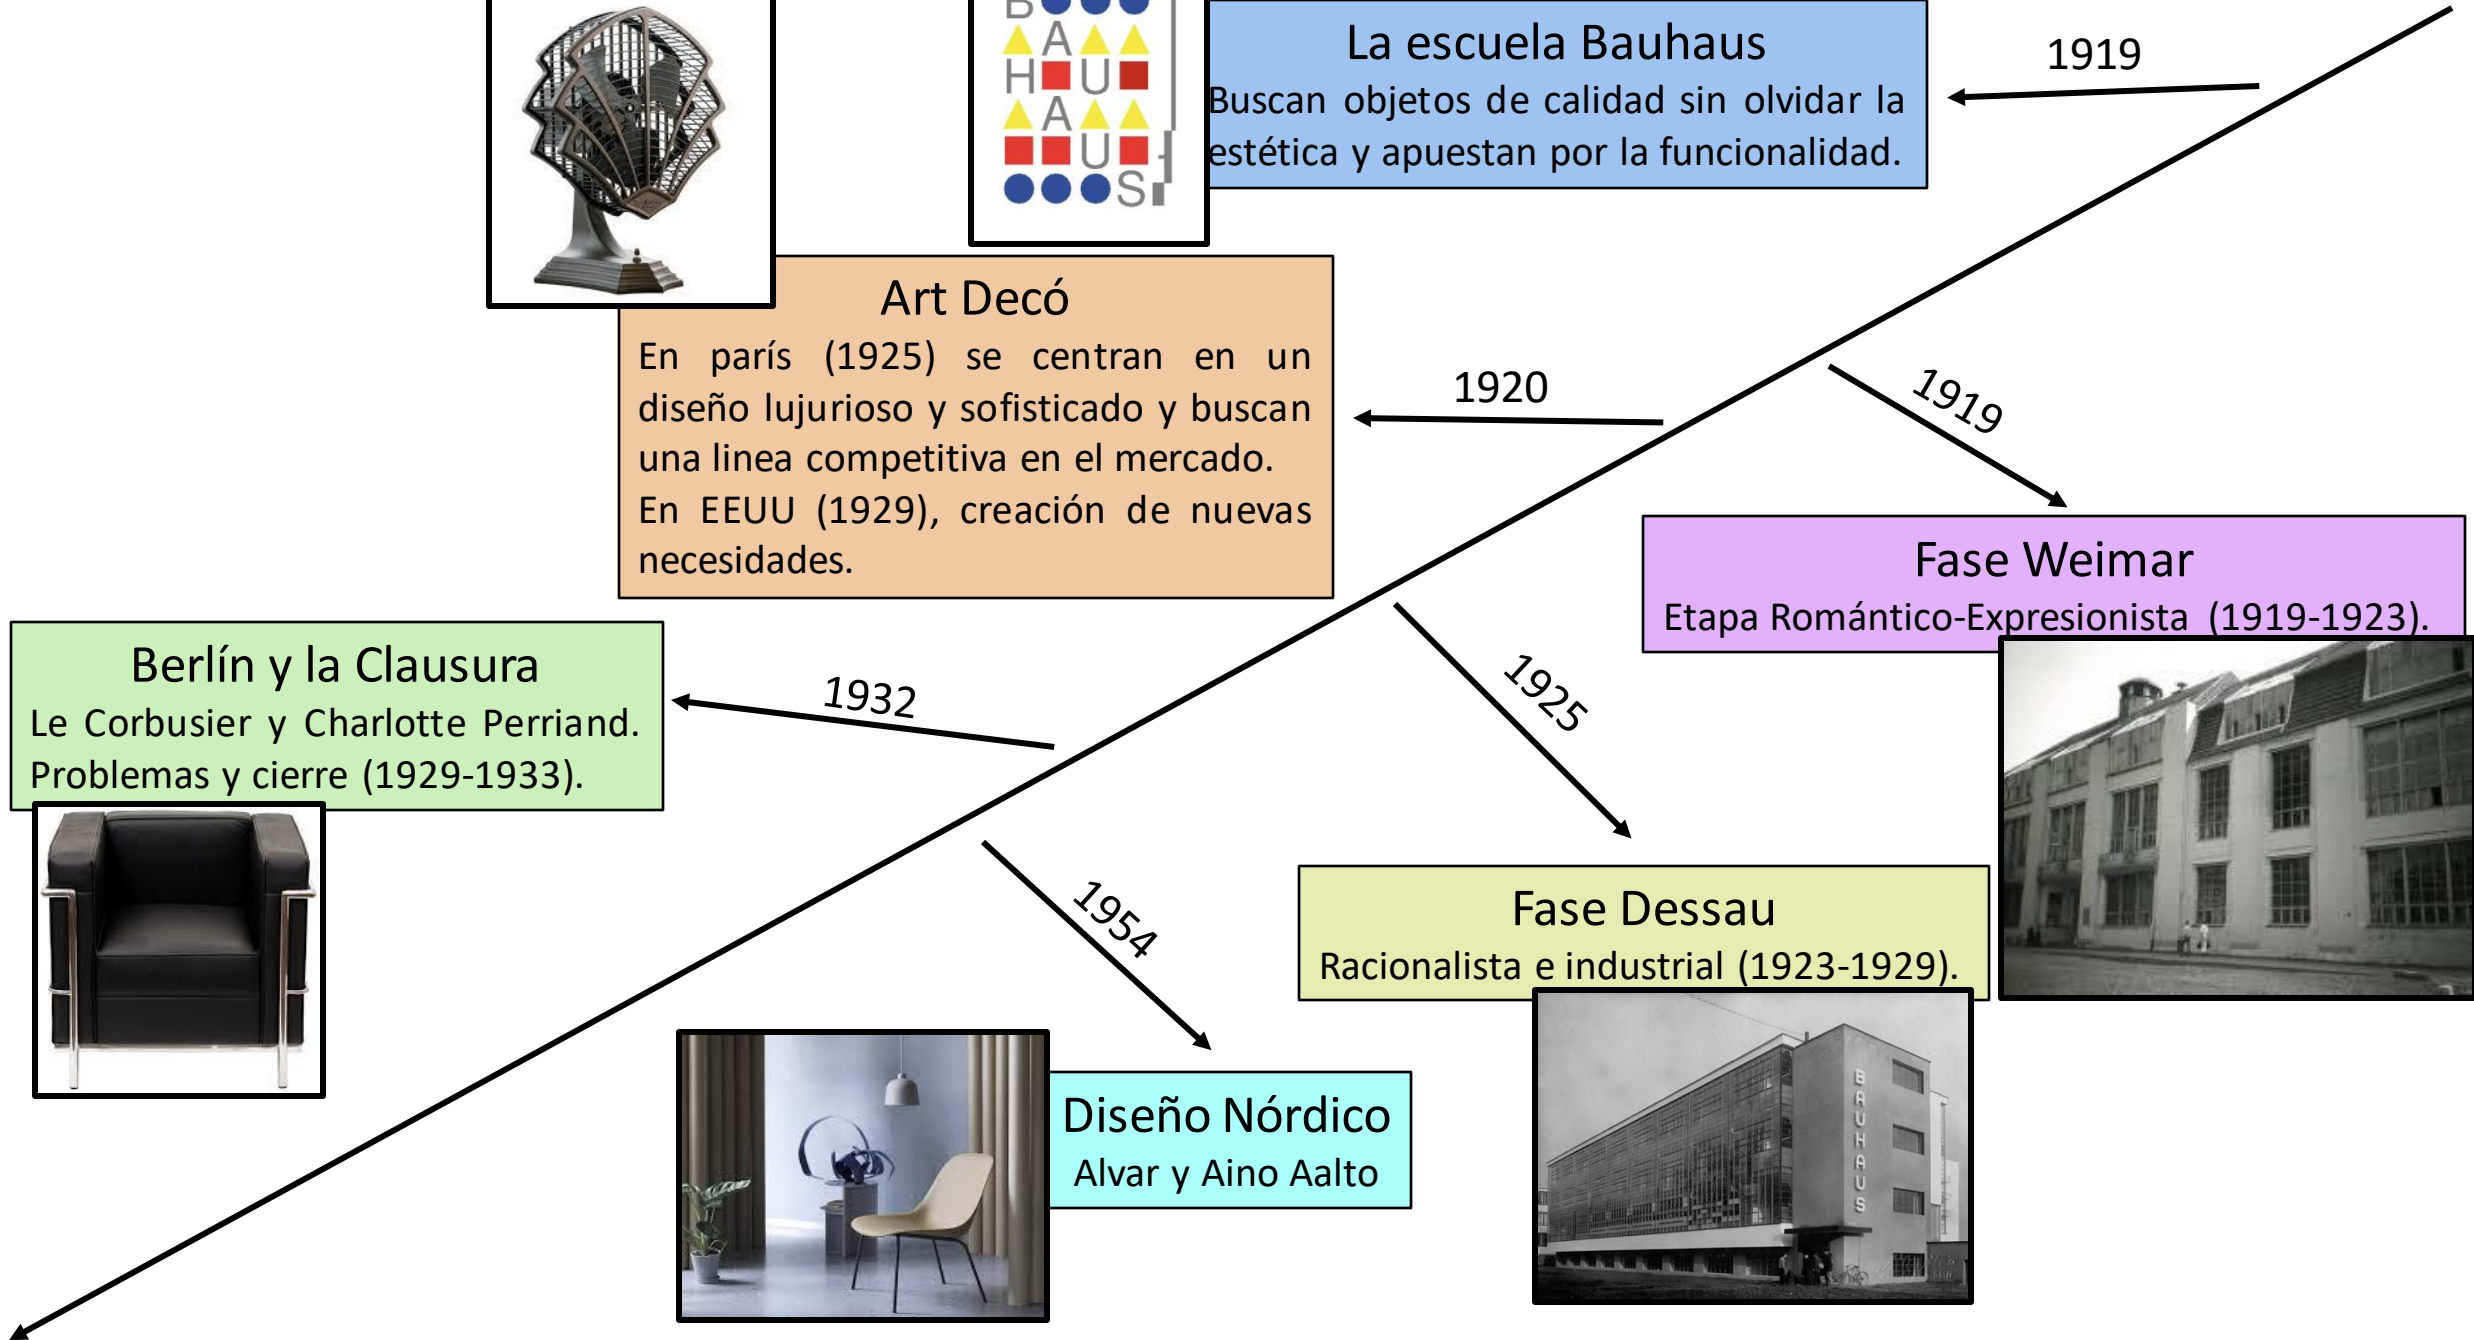 B
A
H U
A
U
S
La escuela Bauhaus
Buscan objetos de calidad sin olvidar la
estética y apuestan por la funcionalidad.
1919
Art Decó
En parís (1925) se centran en un
diseño lujurioso y sofisticado y buscan
una linea competitiva en el mercado.
En EEUU (1929), creación de nuevas
necesidades.
1920
1919
Fase Weimar
Etapa Romántico-Expresionista (1919-1923).
Berlín y la Clausura
Le Corbusier y Charlotte Perriand.
Problemas y cierre (1929-1933).
1932
1925
Fase Dessau
Racionalista e industrial (1923-1929).
BAUHAUS
1954
Diseño Nórdico
Alvar y Aino Aalto